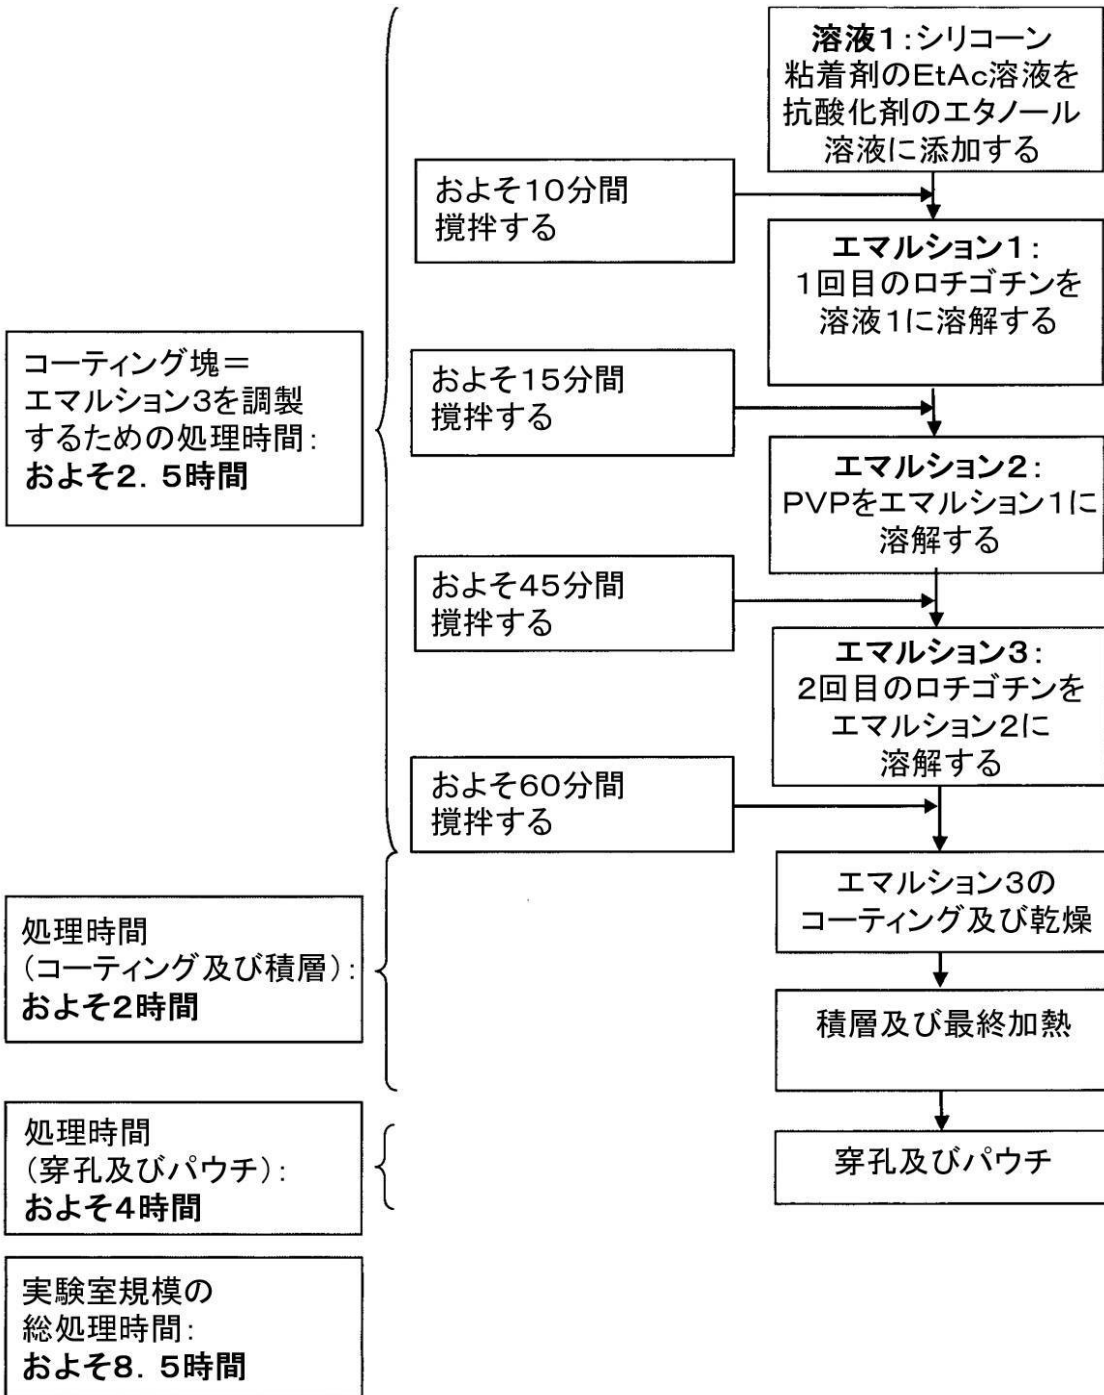 溶液1:シリコーン
粘着剤のEtAc溶液を
抗酸化剤のエタノール
溶液に添加する
およそ10分間
攪拌する
エマルション1:
1回目のロチゴチンを
溶液1に溶解する
コーティング塊=
エマルション3を調製
するための処理時間:
およそ2.5時間
およそ15分間
攪拌する
エマルション2:
PVPをエマルション1に
溶解する
およそ45分間
攪拌する
エマルション3:
2回目のロチゴチンを
エマルション2に
溶解する
およそ60分間
攪拌する
エマルション3の
コーティング及び乾燥
処理時間
(コーティング及び積層):
およそ2時間
積層及び最終加熱
処理時間
(穿孔及びパウチ):
およそ4時間
穿孔及びパウチ
実験室規模の
総処理時間:
およそ8.5時間